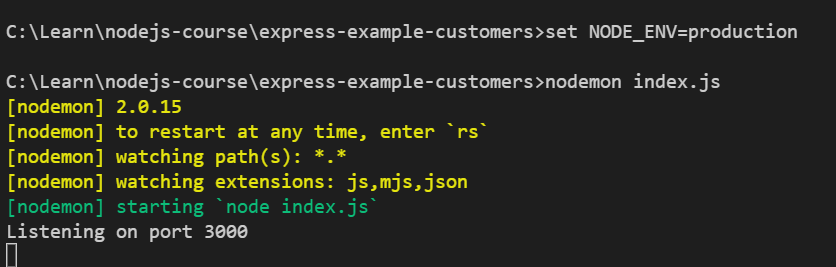 C:\Learn\nodejs-course\express-example-customers>set NODE_ENV=production
C:\Learn\nodejs-course\express-example-customers>nodemon index.js
[nodemon] 2.0.15
[nodemon] to restart at any time, enter `rs`
[nodemon] watching path(s): *.*
[nodemon] watching extensions: js,mjs,json
[nodemon] starting `node index.js`
Listening on port 3000